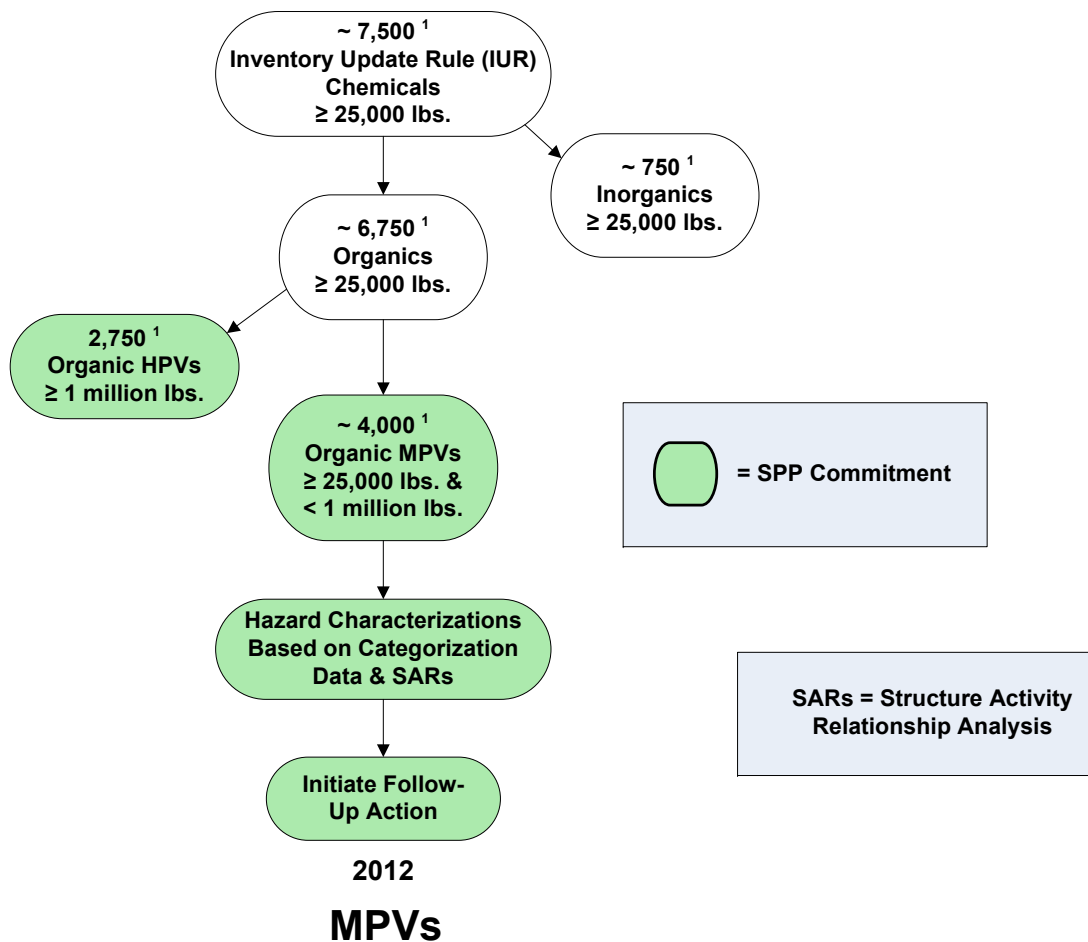 ~ 7,500 ¹
Inventory Update Rule (IUR)
Chemicals
≥ 25,000 lbs.
~ 750 ¹
Inorganics
≥ 25,000 lbs.
~ 6,750 ¹
Organics
≥ 25,000 lbs.
2,750 ¹
Organic HPVs
≥ 1 million lbs.
~ 4,000 ¹
Organic MPVs
≥ 25,000 lbs. &
< 1 million lbs.
= SPP Commitment
Hazard Characterizations
Based on Categorization
Data & SARs
SARs = Structure Activity
Relationship Analysis
Initiate Follow-
Up Action
2012
MPVs